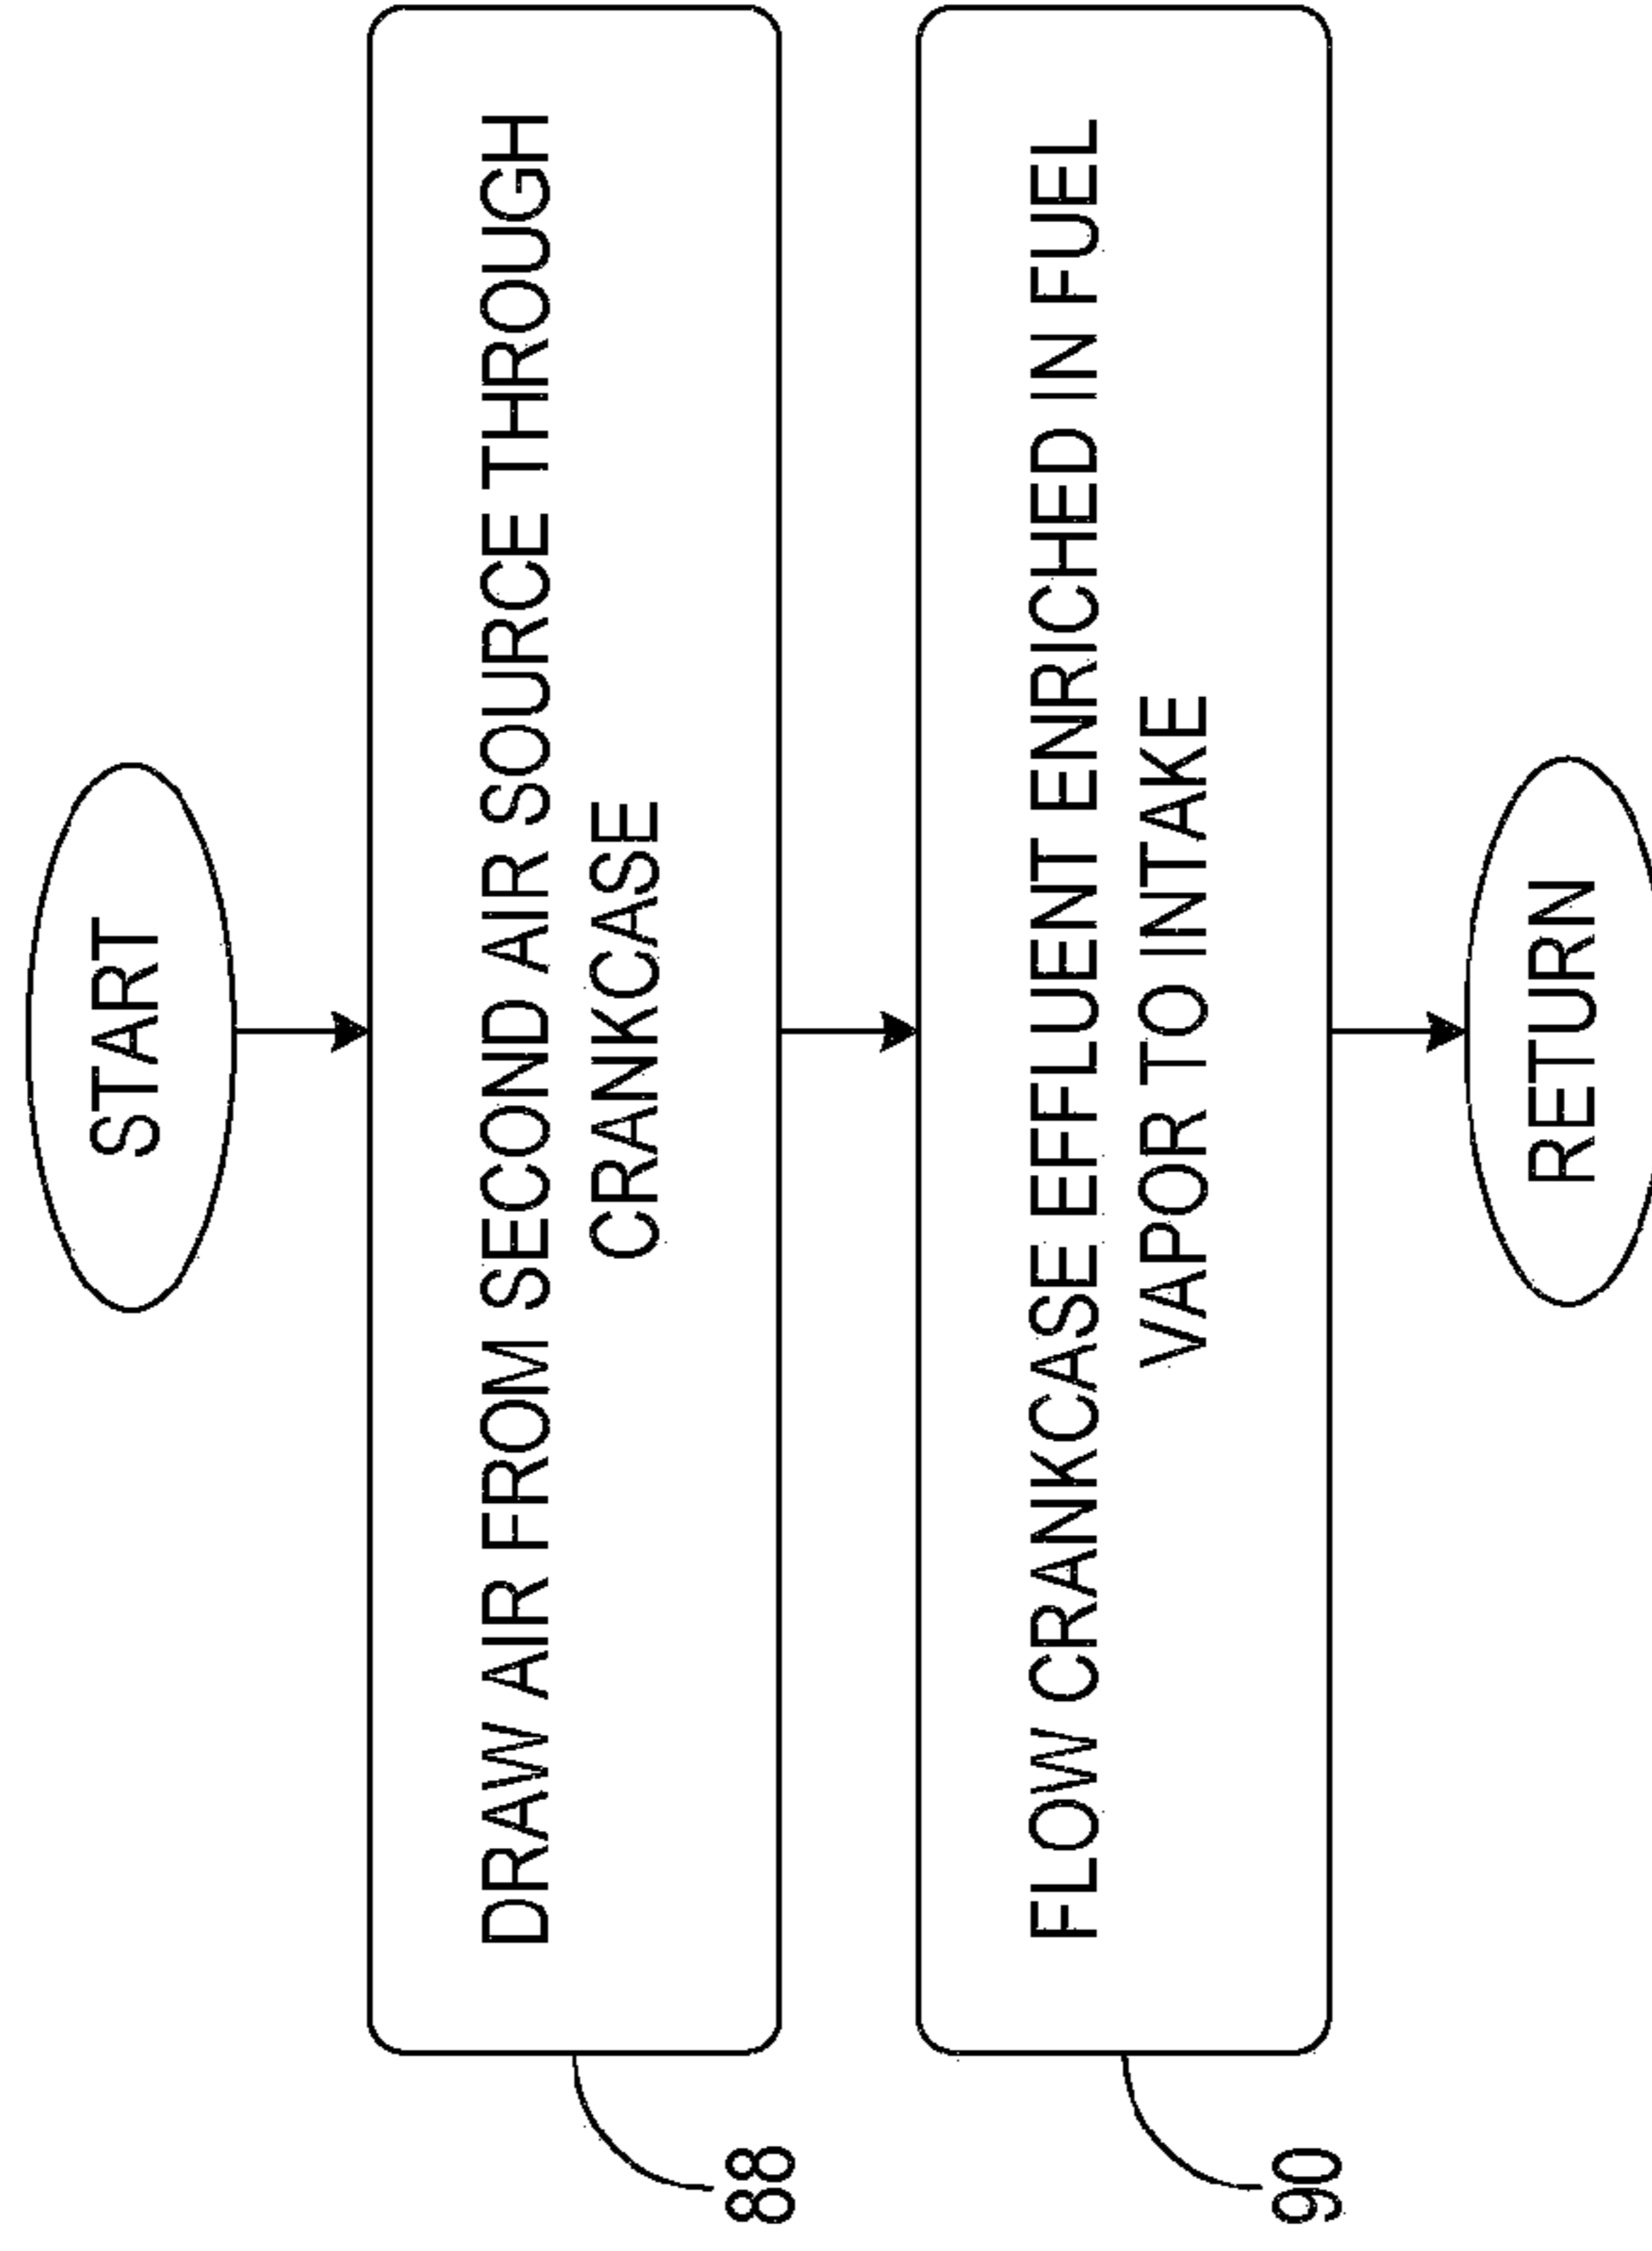 START
DRAW AIR FROM SECOND AIR SOURCE THROUGH
CRANKCASE
88
FLOW CRANKCASE EFFLUENT ENRICHED IN FUEL
VAPOR TO INTAKE
90
RETURN